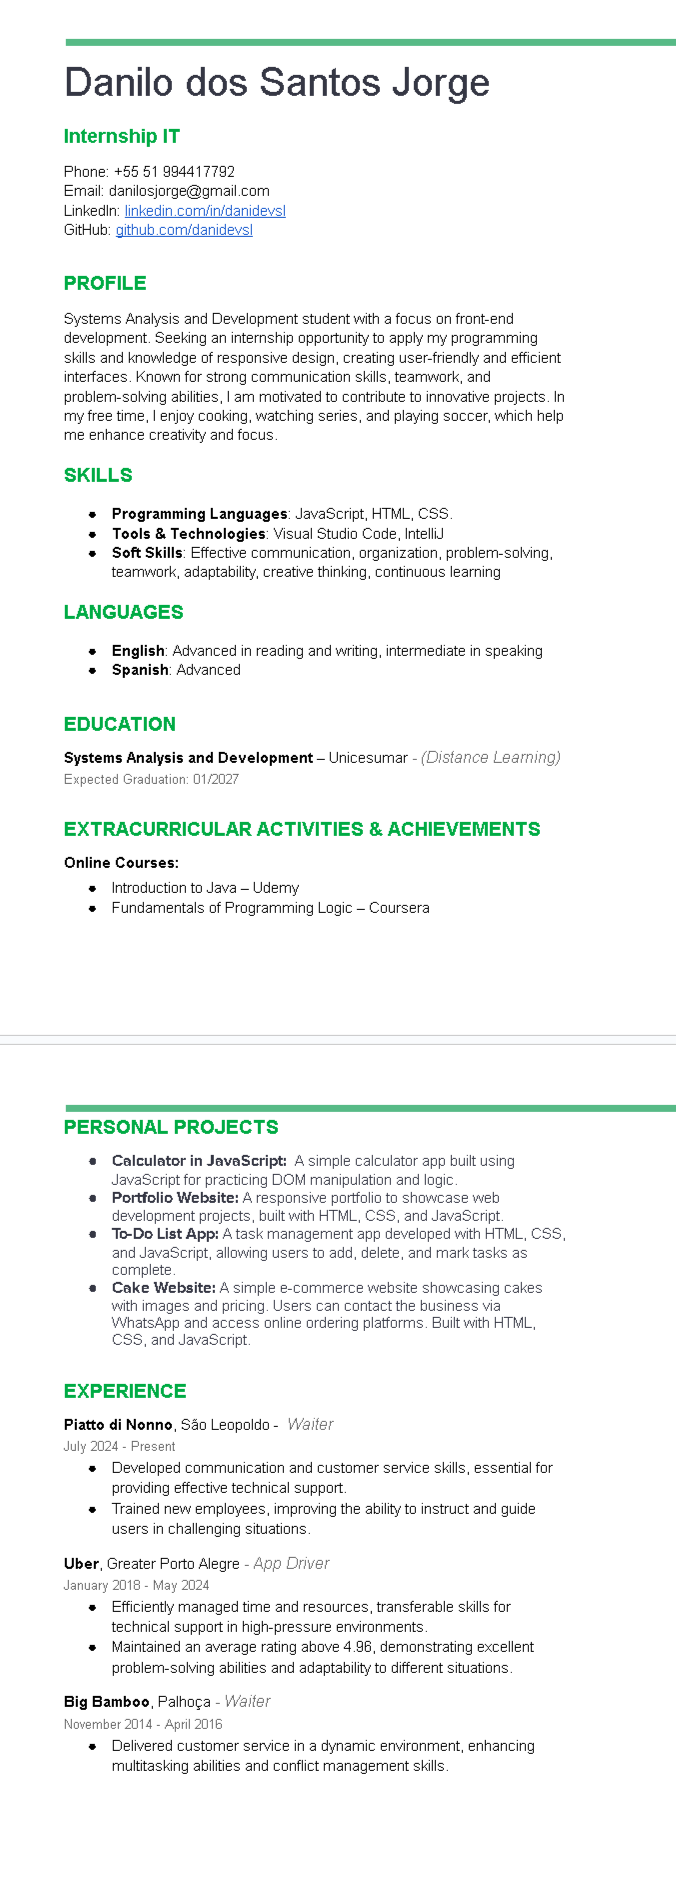 Danilo dos Santos Jorge
Internship IT
Phone: +55 51 994417792
Email: danilosjorge@gmail.com
LinkedIn: linkedin.com/in/danidevsl
GitHub: github.com/danidevsl
PROFILE
Systems Analysis and Development student with a focus on front-end
development. Seeking an internship opportunity to apply my programming
skills and knowledge of responsive design, creating user-friendly and efficient
interfaces. Known for strong communication skills, teamwork, and
problem-solving abilities, I am motivated to contribute to innovative projects. In
my free time, I enjoy cooking, watching series, and playing soccer, which help
me enhance creativity and focus.
SKILLS
● Programming Languages: JavaScript, HTML, CSS.
● Tools & Technologies: Visual Studio Code, IntelliJ
● Soft Skills: Effective communication, organization, problem-solving,
teamwork, adaptability, creative thinking, continuous learning
LANGUAGES
● English: Advanced in reading and writing, intermediate in speaking
● Spanish: Advanced
EDUCATION
Systems Analysis and Development – Unicesumar - (Distance Learning)
Expected Graduation: 01/2027
EXTRACURRICULAR ACTIVITIES & ACHIEVEMENTS
Online Courses:
● Introduction to Java – Udemy
● Fundamentals of Programming Logic – Coursera
PERSONAL PROJECTS
● Calculator in JavaScript: A simple calculator app built using
JavaScript for practicing DOM manipulation and logic.
● Portfolio Website: A responsive portfolio to showcase web
development projects, built with HTML, CSS, and JavaScript.
● To-Do List App: A task management app developed with HTML, CSS,
and JavaScript, allowing users to add, delete, and mark tasks as
complete.
● Cake Website: A simple e-commerce website showcasing cakes
with images and pricing. Users can contact the business via
WhatsApp and access online ordering platforms. Built with HTML,
CSS, and JavaScript.
EXPERIENCE
Piatto di Nonno, São Leopoldo - Waiter
July 2024 - Present
● Developed communication and customer service skills, essential for
providing effective technical support.
● Trained new employees, improving the ability to instruct and guide
users in challenging situations.
Uber, Greater Porto Alegre - App Driver
January 2018 - May 2024
● Efficiently managed time and resources, transferable skills for
technical support in high-pressure environments.
● Maintained an average rating above 4.96, demonstrating excellent
problem-solving abilities and adaptability to different situations.
Big Bamboo, Palhoça - Waiter
November 2014 - April 2016
● Delivered customer service in a dynamic environment, enhancing
multitasking abilities and conflict management skills.